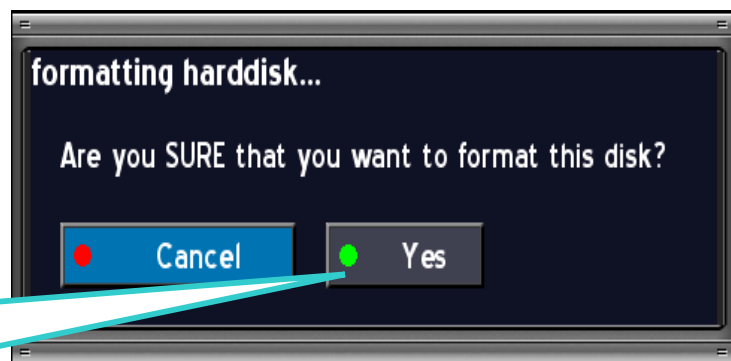 formatting harddisk...
Are you SURE that you want to format this disk?
Cancel Yes